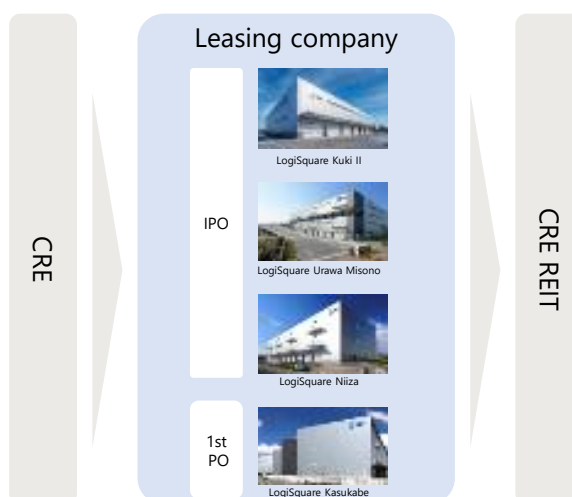 Leasing company
CRE
IPO
LogiSquare Kuki II
LogiSquare Urawa Misono
LogiSquare Niiza
1st
PO
LogiSquare Kasukabe
CRE REIT